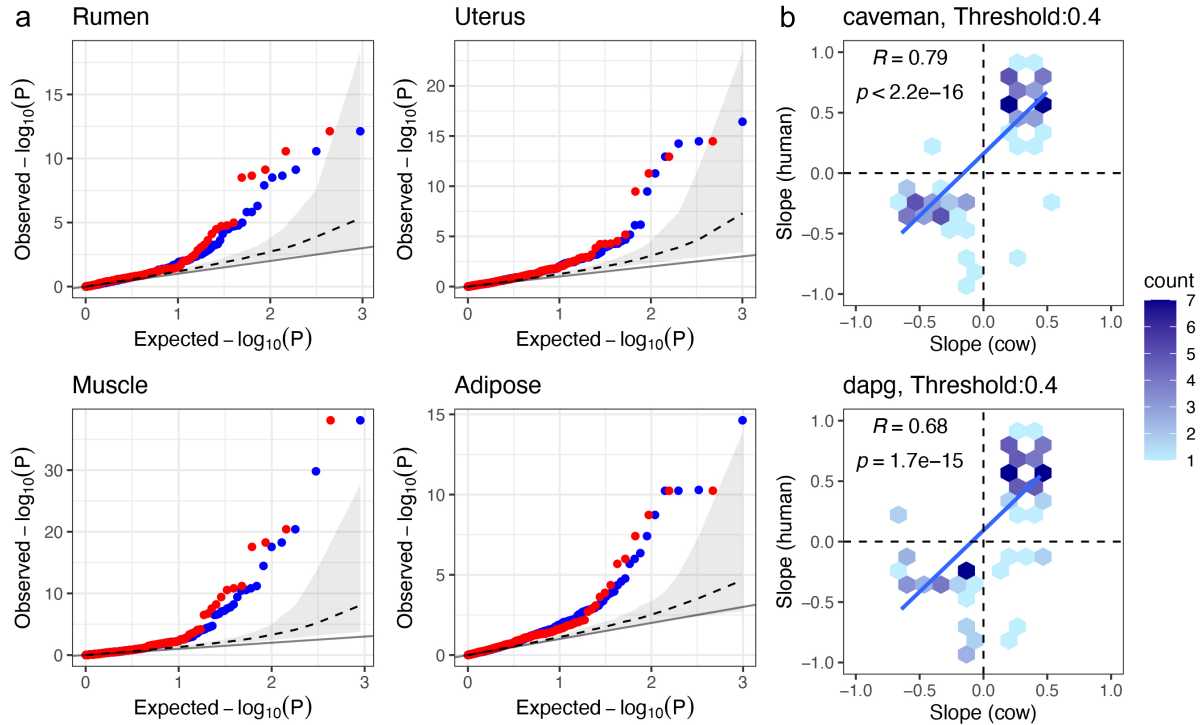 a
Rumen
Observed − log10(P)
15
10
5
0
0 1 2 3
Expected − log10(P)
Uterus
Observed − log10(P)
20
15
10
5
0
0 1 2 3
Expected − log10(P)
Muscle
Observed − log10(P)
30
20
10
0
0 1 2 3
Expected − log10(P)
Adipose
Observed − log10(P)
15
10
5
0
0 1 2 3
Expected − log10(P)
b
caveman, Threshold:0.4
R = 0.79
p < 2.2e−16
Slope (human)
1.0
0.5
0.0
−0.5
−1.0
−1.0 −0.5 0.0 0.5 1.0
Slope (cow)
dapg, Threshold:0.4
R = 0.68
p = 1.7e−15
Slope (human)
1.0
0.5
0.0
−0.5
−1.0
−1.0 −0.5 0.0 0.5 1.0
Slope (cow)
count
7
6
5
4
3
2
1